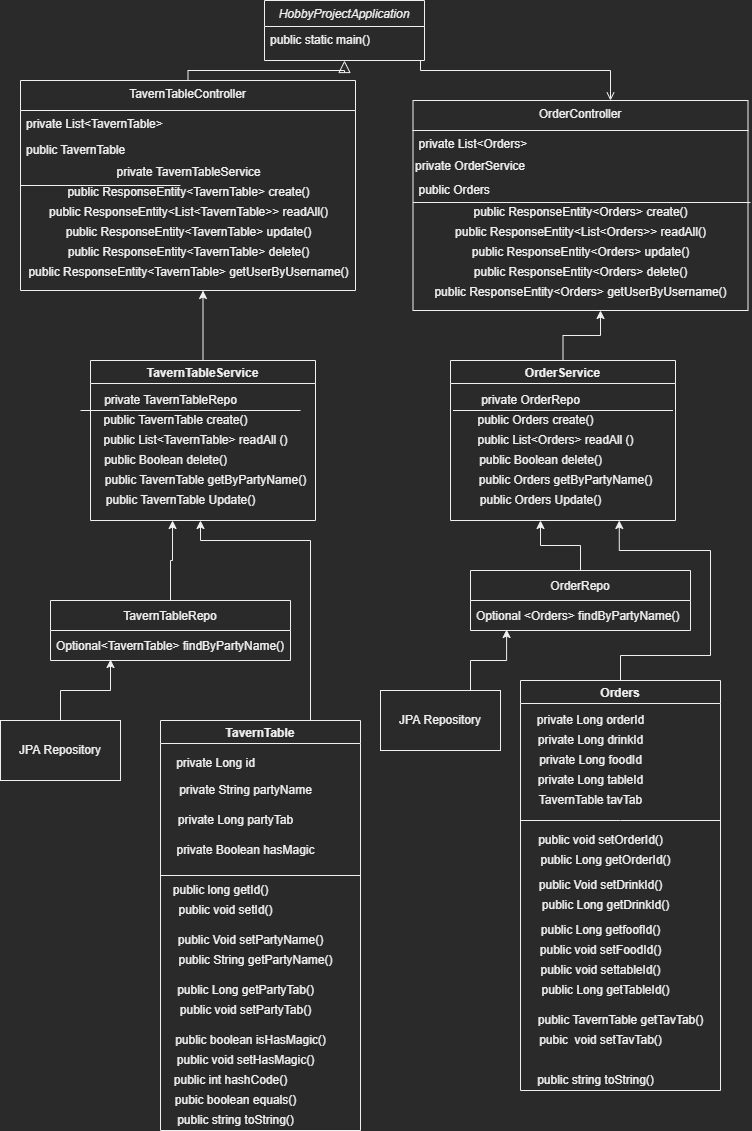 HobbyProjectApplication
public static main()
TavernTableController
private List<TavernTable>
public TavernTable
private TavernTableService
public ResponseEntity<TavernTable> create()
public ResponseEntity<List<TavernTable>> readAll()
public ResponseEntity<TavernTable> update()
public ResponseEntity<TavernTable> delete()
public ResponseEntity<TavernTable> getUserByUsername()
OrderController
private List<Orders>
private OrderService
public Orders
public ResponseEntity<Orders> create()
public ResponseEntity<List<Orders>> readAll()
public ResponseEntity<Orders> update()
public ResponseEntity<Orders> delete()
public ResponseEntity<Orders> getUserByUsername()
TavernTableService
private TavernTableRepo
public TavernTable create()
public List<TavernTable> readAll ()
public Boolean delete()
public TavernTable getByPartyName()
public TavernTable Update()
OrderService
private OrderRepo
public Orders create()
public List<Orders> readAll ()
public Boolean delete()
public Orders getByPartyName()
public Orders Update()
TavernTableRepo
Optional<TavernTable> findByPartyName()
OrderRepo
Optional <Orders> findByPartyName()
JPA Repository
JPA Repository
TavernTable
private Long id
private String partyName
private Long partyTab
private Boolean hasMagic
public long getId()
public void setId()
public Void setPartyName()
public String getPartyName()
public Long getPartyTab()
public void setPartyTab()
public boolean isHasMagic()
public void setHasMagic()
public int hashCode()
pubic boolean equals()
public string toString()
Orders
private Long orderId
private Long drinkId
private Long foodId
private Long tableId
TavernTable tavTab
public void setOrderId()
public Long getOrderId()
public Void setDrinkId()
public Long getDrinkId()
public Long getfoofId()
public void setFoodId()
public void settableId()
public Long getTableId()
public TavernTable getTavTab()
pubic  void setTavTab()
public string toString()